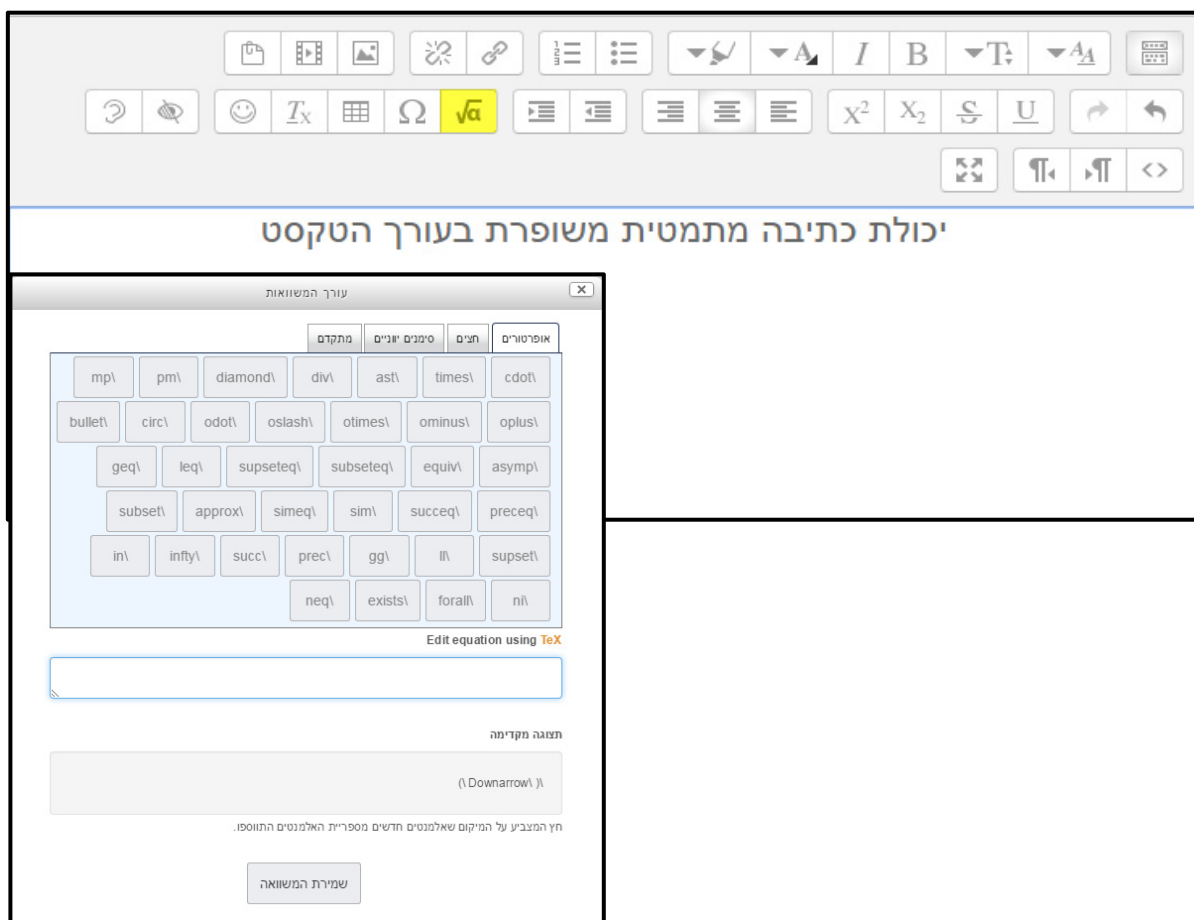 יכולת כתיבה מתמטית משופרת בעורך הטקסט
עורך המשוואות
אופרטורים חצים סימנים יווניים מתקדם
cdot\ times\ ast\ div\ diamond\ pm\ mp\
oplus\ ominus\ otimes\ oslash\ odot\ circ\ bullet\
asymp\ equiv\ subseteq\ supseteq\ leq\ geq\
preceq\ succeq\ sim\ simeq\ approx\ subset\
supset\ ll\ gg\ prec\ succ\ infty\ in\
ni\ forall\ exists\ neq\
Edit equation using TeX
תצוגה מקדימה
(\ Downarrow\ )\
חץ המצביע על המיקום שאלמנטים חדשים מספריית האלמנטים התווספו.
שמירת המשוואה